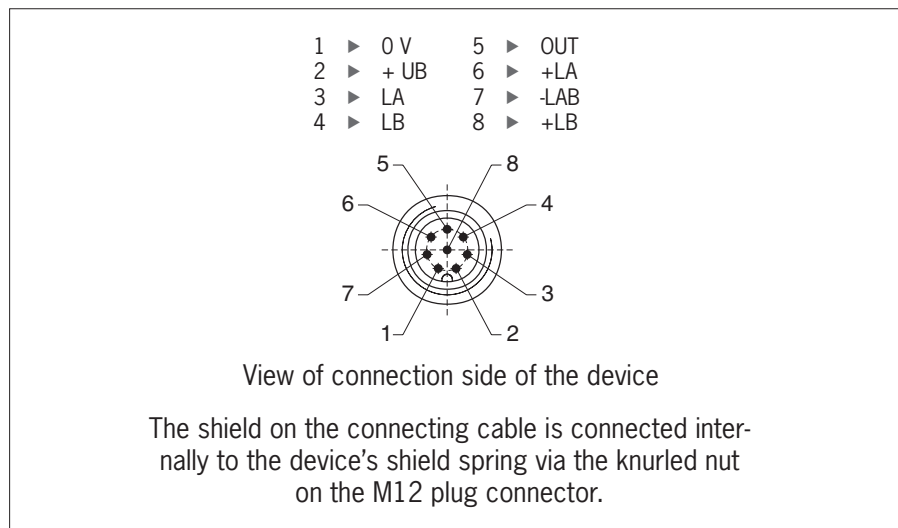 1 ► 0 V 5 ► OUT
2 ► + UB 6 ► +LA
3 ► LA 7 ► -LAB
4 ► LB 8 ► +LB
5 8
6 4
7 3
1 2
View of connection side of the device
The shield on the connecting cable is connected inter-
nally to the device's shield spring via the knurled nut
on the M12 plug connector.